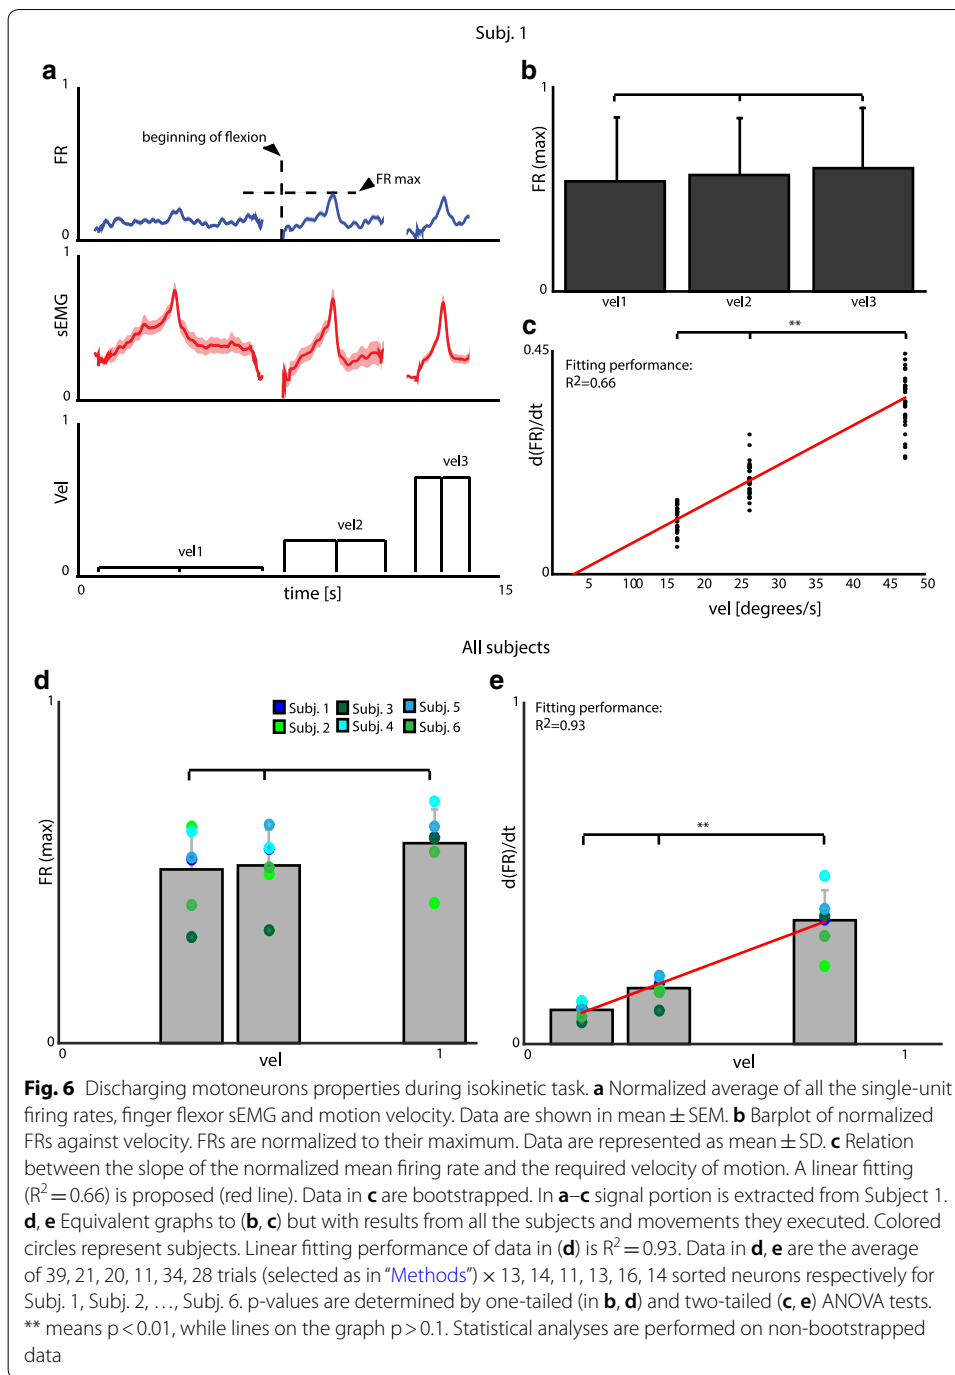 Subj. 1
a
1
FR
beginning of flexion
FR max
0
1
sEMG
0
1
Vel
vel1
vel2
vel3
0
0
time [s]
15
b
1
FR (max)
0
vel1
vel2
vel3
c
**
0.45
Fitting performance:
R2=0.66
d(FR)/dt
0
5
100
15
20
25
30
35
40
45
50
vel [degrees/s]
All subjects
d
1
Subj. 1
Subj. 3
Subj. 5
Subj. 2
Subj. 4
Subj. 6
FR (max)
0
0
vel
1
e
1
Fitting performance:
R2=0.93
**
d(FR)/dt
0
0
vel
1
Fig. 6 Discharging motoneurons properties during isokinetic task. a Normalized average of all the single-unit
firing rates, finger flexor sEMG and motion velocity. Data are shown in mean ± SEM. b Barplot of normalized
FRs against velocity. FRs are normalized to their maximum. Data are represented as mean ± SD. c Relation
between the slope of the normalized mean firing rate and the required velocity of motion. A linear fitting
(R² = 0.66) is proposed (red line). Data in c are bootstrapped. In a–c signal portion is extracted from Subject 1.
d, e Equivalent graphs to (b, c) but with results from all the subjects and movements they executed. Colored
circles represent subjects. Linear fitting performance of data in (d) is R² = 0.93. Data in d, e are the average
of 39, 21, 20, 11, 34, 28 trials (selected as in “Methods”) × 13, 14, 11, 13, 16, 14 sorted neurons respectively for
Subj. 1, Subj. 2, …, Subj. 6. p-values are determined by one-tailed (in b, d) and two-tailed (c, e) ANOVA tests.
** means p < 0.01, while lines on the graph p > 0.1. Statistical analyses are performed on non-bootstrapped
data